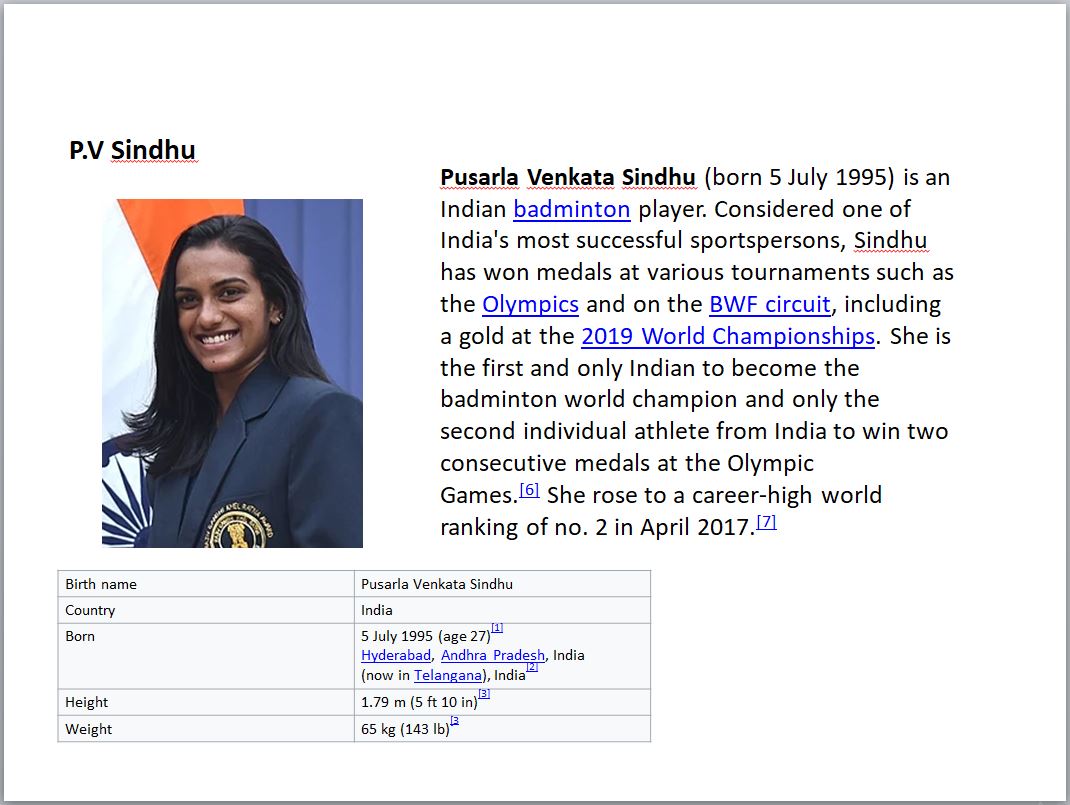 P.V Sindhu
Pusarla Venkata Sindhu (born 5 July 1995) is an
Indian badminton player. Considered one of
India's most successful sportspersons, Sindhu
has won medals at various tournaments such as
the Olympics and on the BWF circuit, including
a gold at the 2019 World Championships. She is
the first and only Indian to become the
badminton world champion and only the
second individual athlete from India to win two
consecutive medals at the Olympic
Games.[6] She rose to a career-high world
ranking of no. 2 in April 2017.[7]
Birth name Pusarla Venkata Sindhu
Country India
Born 5 July 1995 (age 27)[1]
Hyderabad, Andhra Pradesh, India
(now in Telangana), India[2]
Height 1.79 m (5 ft 10 in)[3]
Weight 65 kg (143 lb)[3